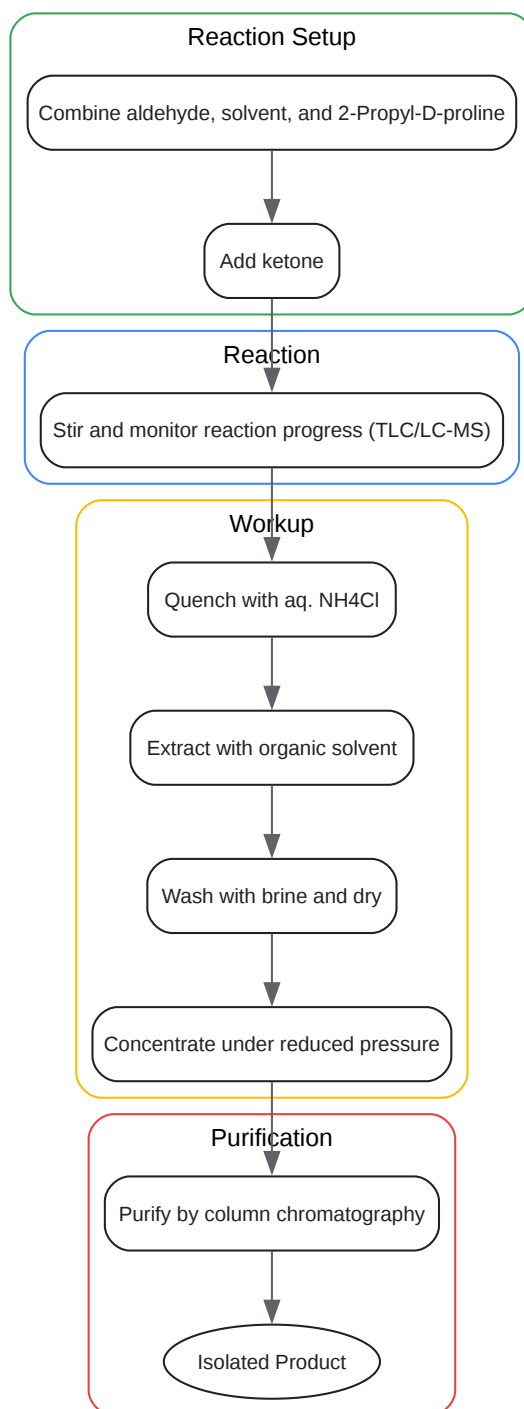 Reaction Setup
Combine aldehyde, solvent, and 2-Propyl-D-proline
Add ketone
Reaction
Stir and monitor reaction progress (TLC/LC-MS)
Workup
Quench with aq. NH4Cl
Extract with organic solvent
Wash with brine and dry
Concentrate under reduced pressure
Purification
Purify by column chromatography
Isolated Product